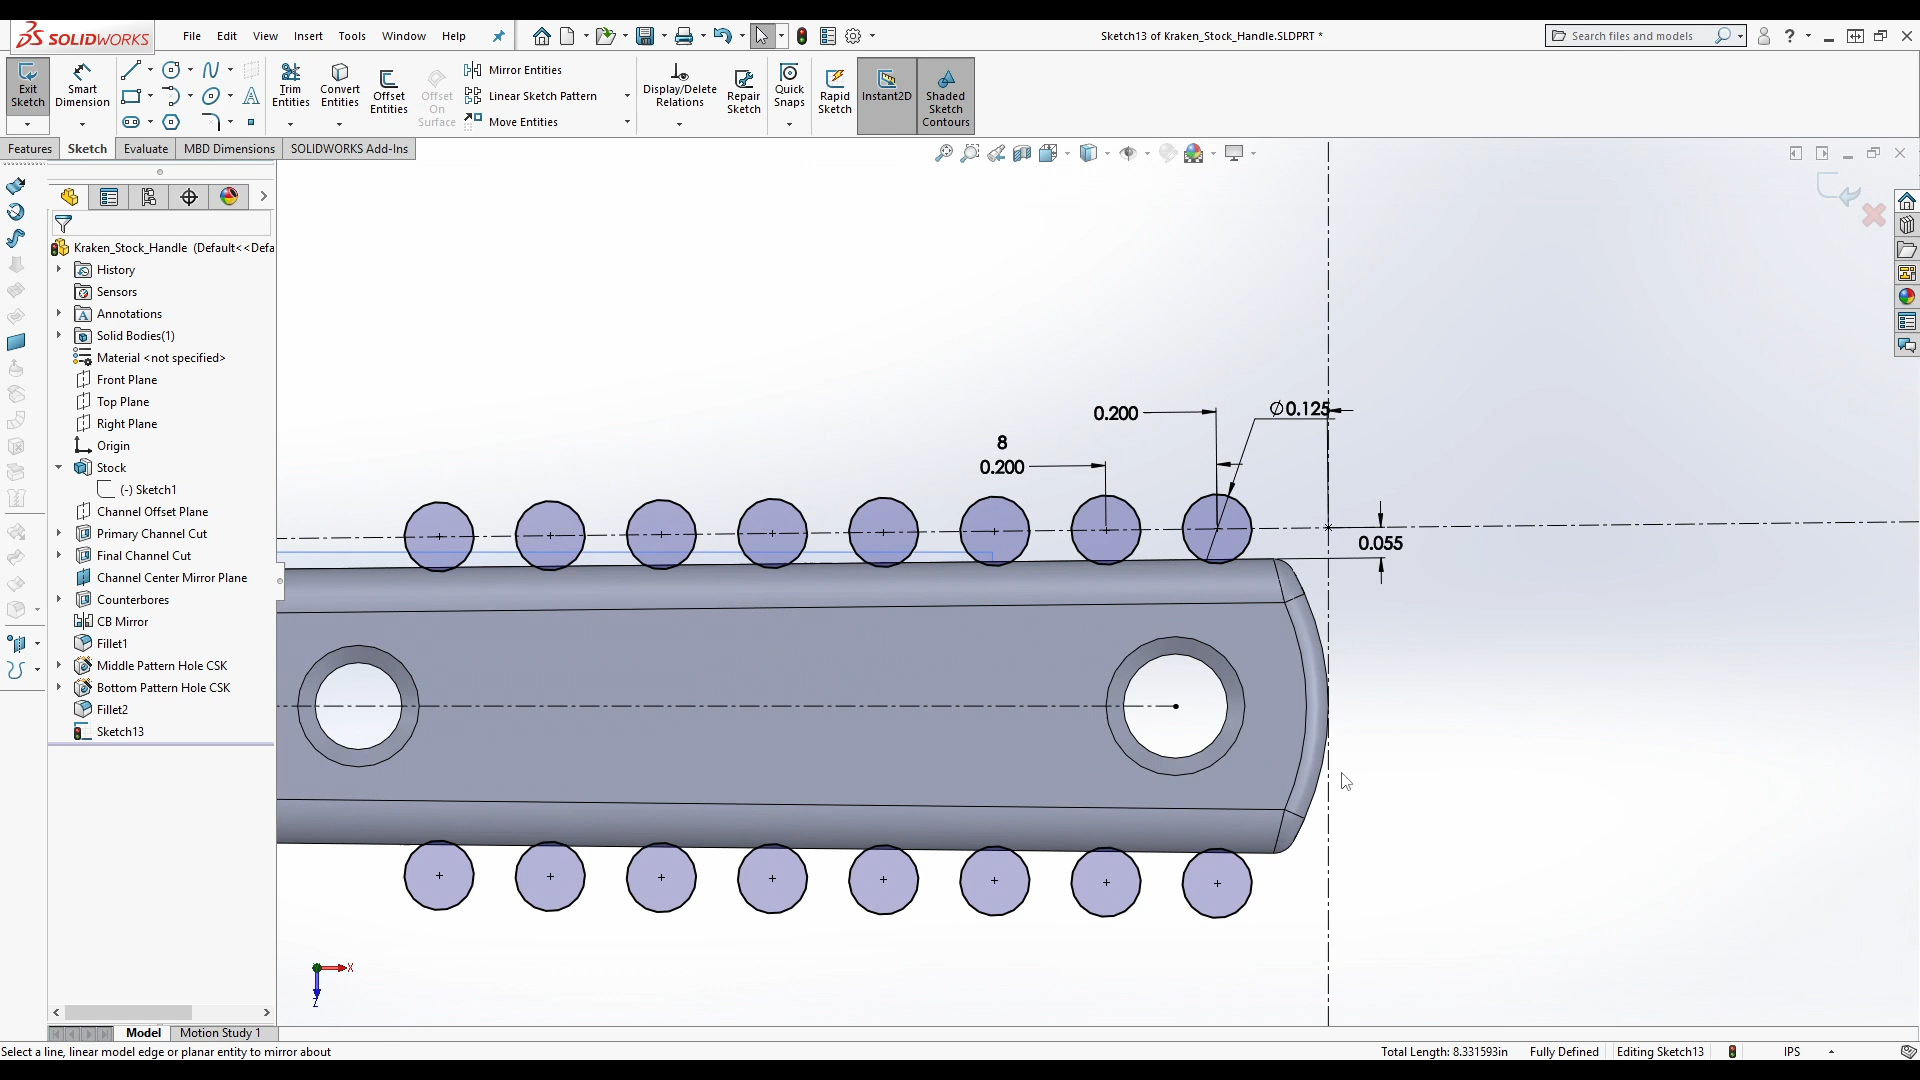 SOLIDWORKS
File Edit View Insert Tools Window Help
Sketch13 of Kraken_Stock_Handle.SLDPRT *
Search files and models
Exit Sketch
Smart Dimension
Trim Entities
Convert Entities
Offset Entities
Offset On Surface
Mirror Entities
Linear Sketch Pattern
Move Entities
Display/Delete Relations
Repair Sketch
Quick Snaps
Rapid Sketch
Instant2D
Shaded Sketch Contours
Features Sketch Evaluate MBD Dimensions SOLIDWORKS Add-Ins
Kraken_Stock_Handle (Default<<Defa
History
Sensors
Annotations
Solid Bodies(1)
Material <not specified>
Front Plane
Top Plane
Right Plane
Origin
Stock
(-) Sketch1
Channel Offset Plane
Primary Channel Cut
Final Channel Cut
Channel Center Mirror Plane
Counterbores
CB Mirror
Fillet1
Middle Pattern Hole CSK
Bottom Pattern Hole CSK
Fillet2
Sketch13
0.200
Ø0.125
8
0.200
0.055
X
Z
Model Motion Study 1
Select a line, linear model edge or planar entity to mirror about
Total Length: 8.331593in Fully Defined Editing Sketch13 IPS